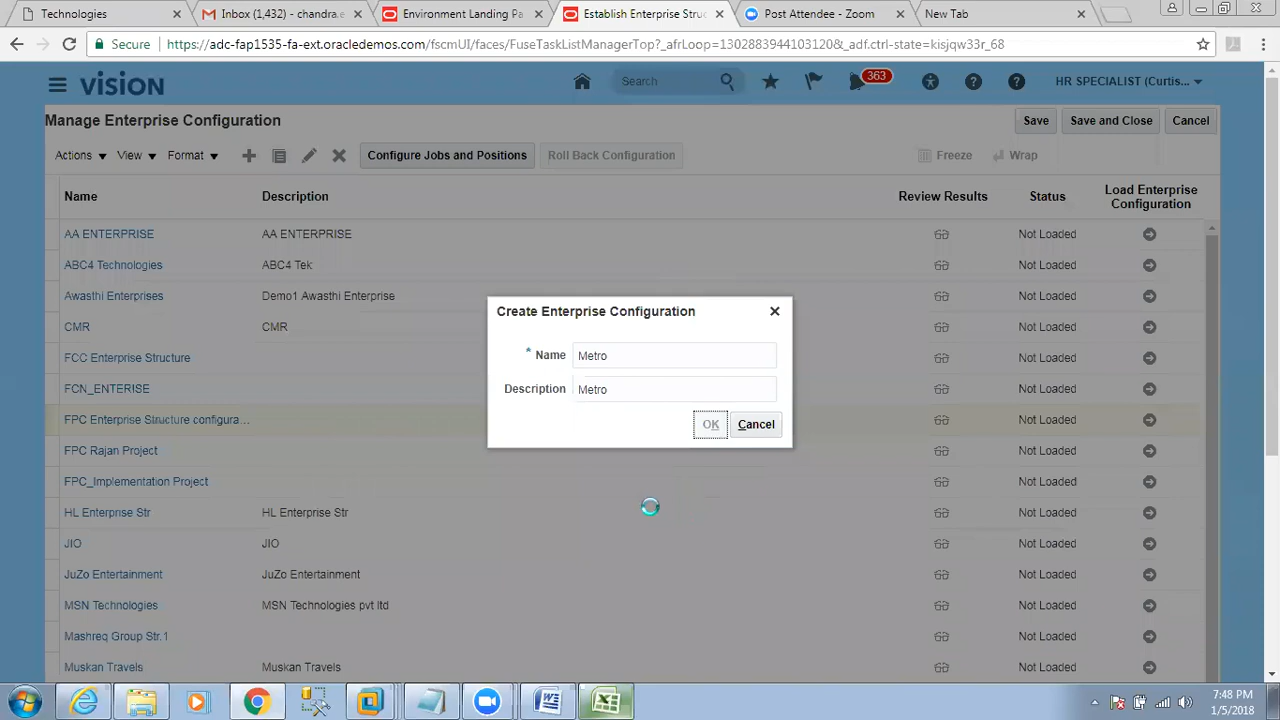 Technologies
Inbox (1,432) - chandra.e
Environment Landing Pa
Establish Enterprise Struc
Post Attendee - Zoom
New Tab
Secure
https://adc-fap1535-fa-ext.oracledemos.com/fscmUI/faces/FuseTaskListManagerTop?_afrLoop=1302883944103120&_adf.ctrl-state=kisjqw33r_68
vision
Search
363
HR SPECIALIST (Curtis...
Manage Enterprise Configuration
Save
Save and Close
Cancel
Actions
View
Format
Configure Jobs and Positions
Roll Back Configuration
Freeze
Wrap
Name
Description
Review Results
Status
Load Enterprise Configuration
AA ENTERPRISE AA ENTERPRISE Not Loaded
ABC4 Technologies ABC4 Tek Not Loaded
Awasthi Enterprises Demo1 Awasthi Enterprise Not Loaded
CMR CMR Not Loaded
FCC Enterprise Structure Not Loaded
FCN_ENTERISE Not Loaded
FPC Enterprise Structure configura... Not Loaded
FPC Rajan Project Not Loaded
FPC_Implementation Project Not Loaded
HL Enterprise Str HL Enterprise Str Not Loaded
JIO JIO Not Loaded
JuZo Entertainment JuZo Entertainment Not Loaded
MSN Technologies MSN Technologies pvt ltd Not Loaded
Mashreq Group Str.1 Not Loaded
Muskan Travels Muskan Travels Not Loaded
Create Enterprise Configuration
* Name Metro
Description Metro
OK
Cancel
7:48 PM
1/5/2018